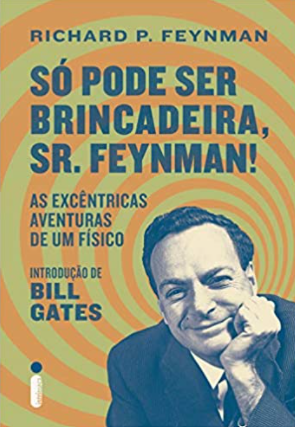 RICHARD P. FEYNMAN
SÓ PODE SER
BRINCADEIRA,
SR. FEYNMAN!
AS EXCÊNTRICAS
AVENTURAS
DE UM FÍSICO
INTRODUÇÃO DE
BILL
GATES